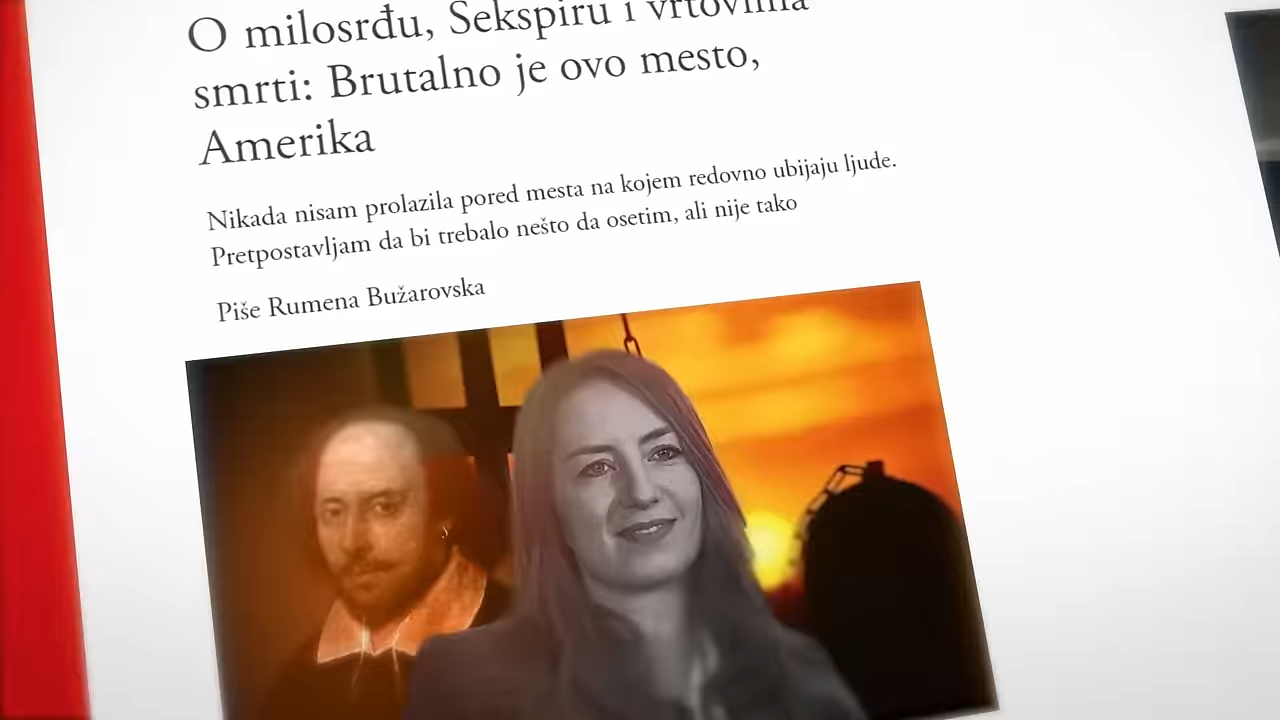 O milosrđu, Šekspiru i vrtovima
smrti: Brutalno je ovo mesto,
Amerika
Nikada nisam prolazila pored mesta na kojem redovno ubijaju ljude.
Pretpostavljam da bi trebalo nešto da osetim, ali nije tako
Piše Rumena Bužarovska